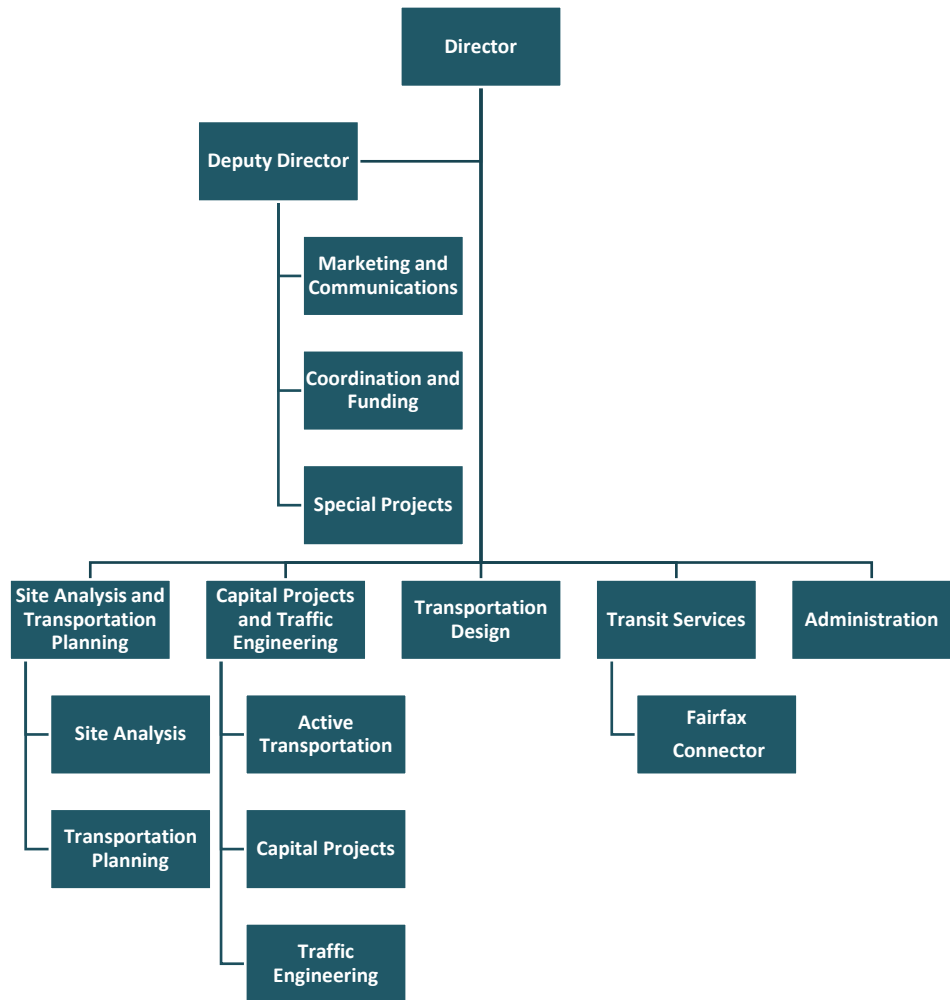 Director
Deputy Director
Marketing and
Communications
Coordination and
Funding
Special Projects
Site Analysis and
Transportation
Planning
Capital Projects
and Traffic
Engineering
Transportation
Design
Transit Services
Administration
Site Analysis
Transportation
Planning
Active
Transportation
Capital Projects
Traffic
Engineering
Fairfax
Connector